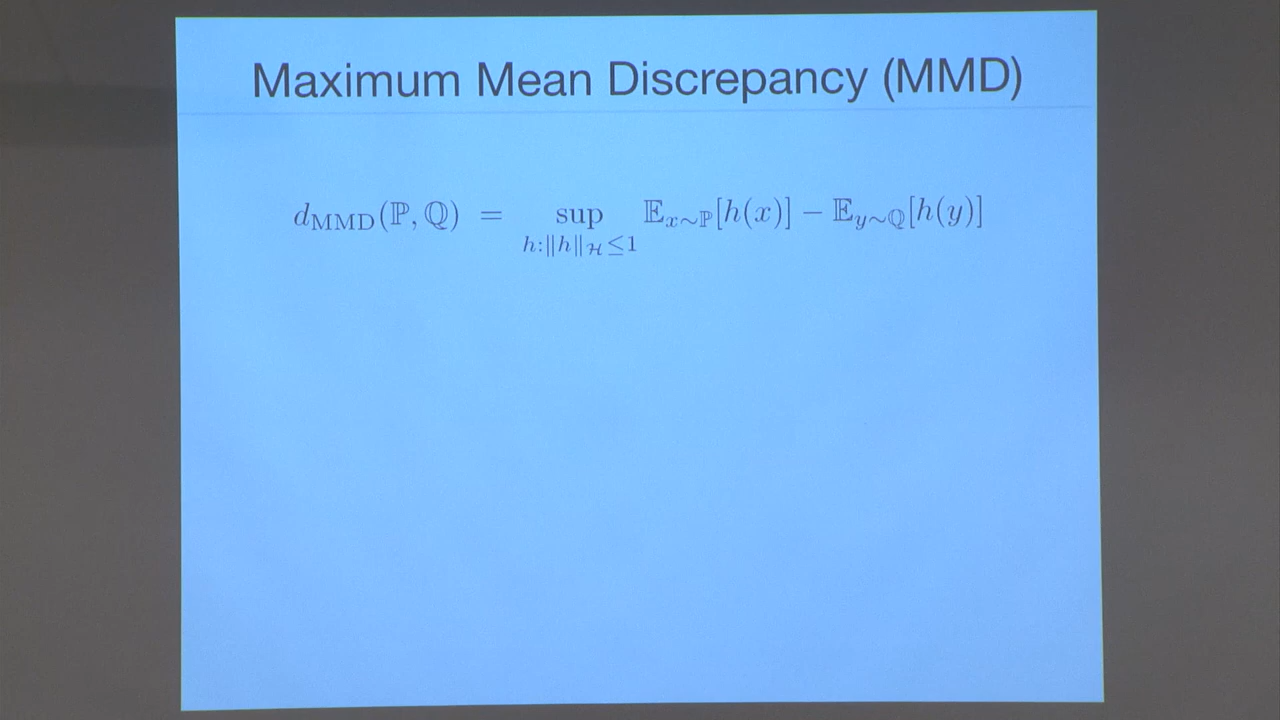 Maximum Mean Discrepancy (MMD)
d_MMD(ℙ, ℚ) = sup_{h:‖h‖_ℋ≤1} 𝔼_{x∼ℙ}[h(x)] − 𝔼_{y∼ℚ}[h(y)]